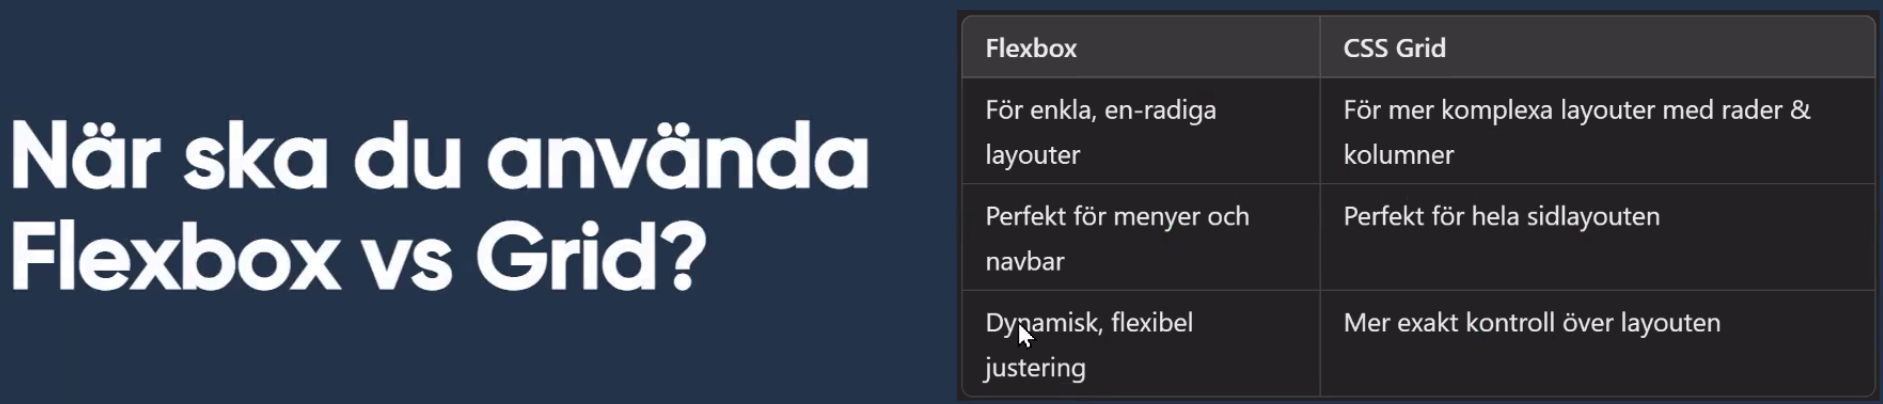 När ska du använda
Flexbox vs Grid?
Flexbox
CSS Grid
För enkla, en-radiga
layouter
För mer komplexa layouter med rader &
kolumner
Perfekt för menyer och
navbar
Perfekt för hela sidlayouten
Dynamisk, flexibel
justering
Mer exakt kontroll över layouten